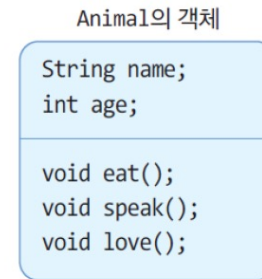 Animal의 객체
String name;
int age;
void eat();
void speak();
void love();